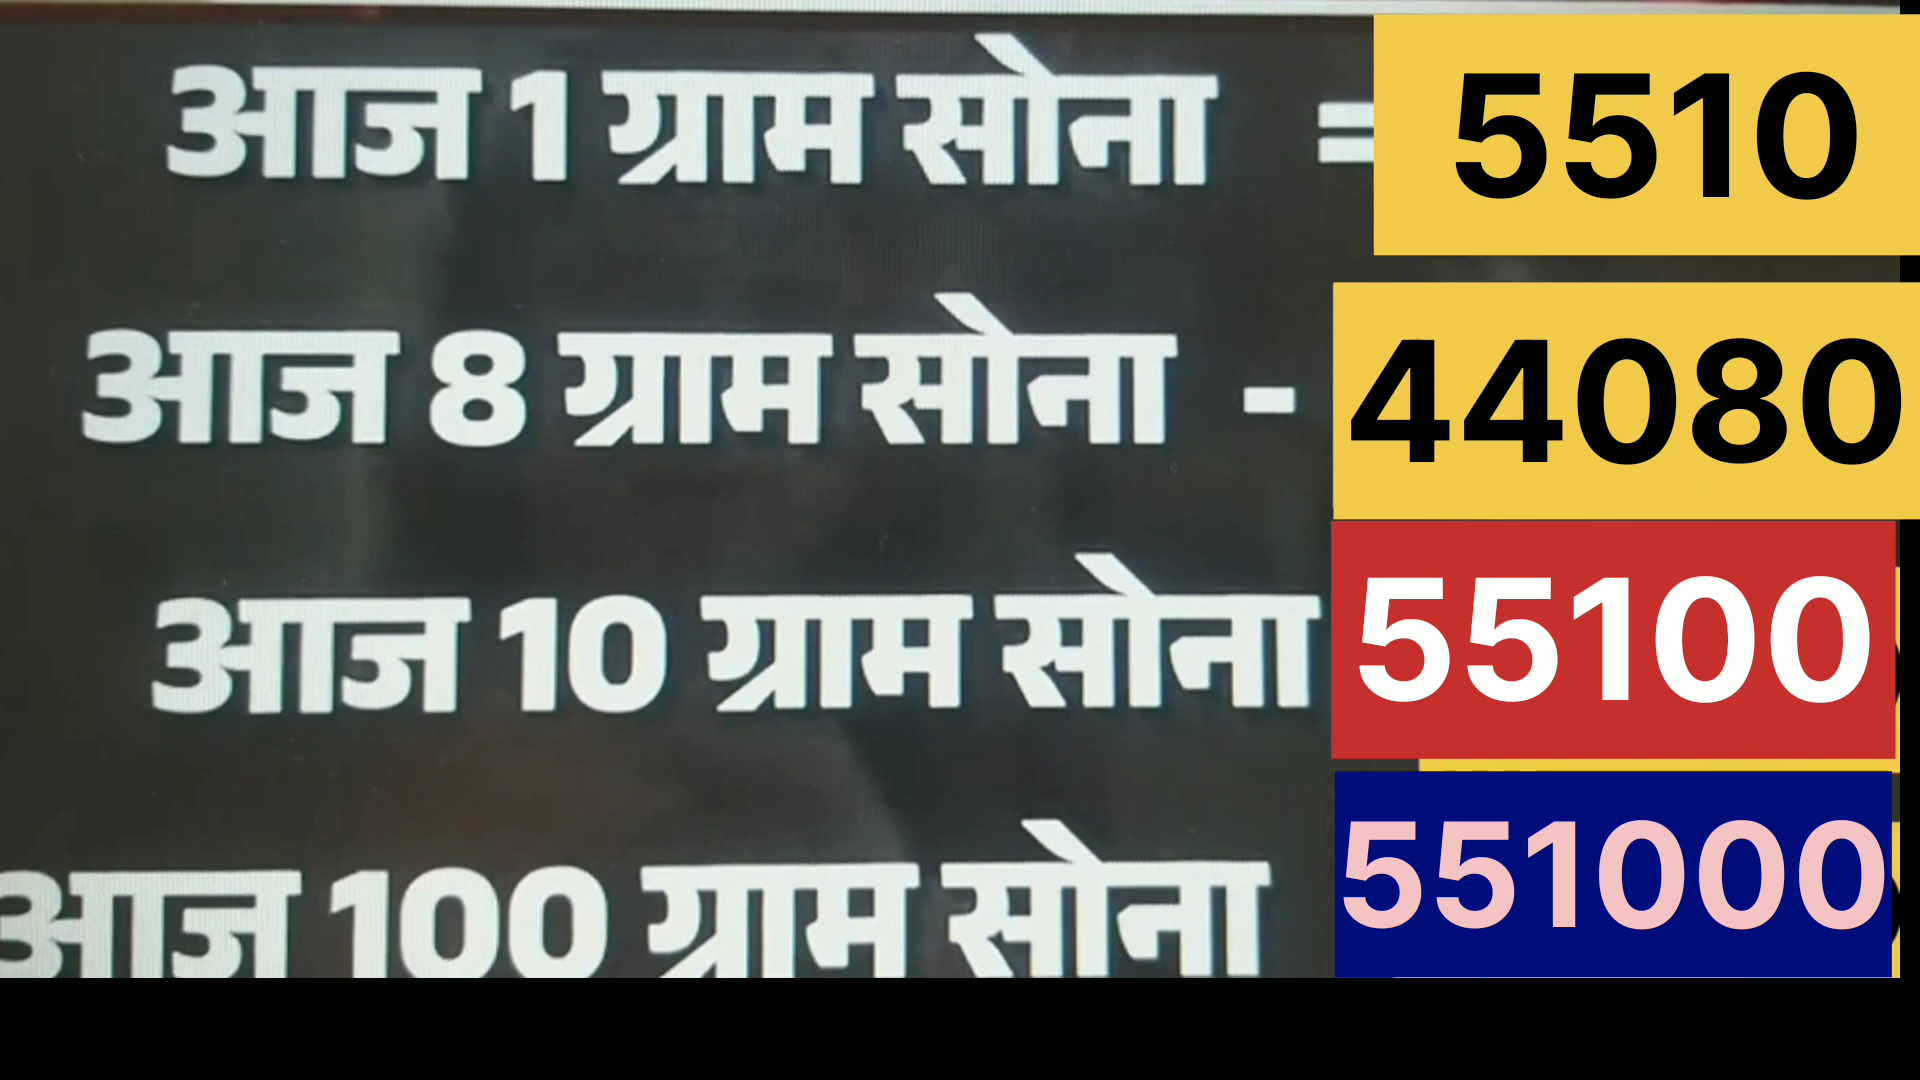 आज 1 ग्राम सोना = 5510
आज 8 ग्राम सोना - 44080
आज 10 ग्राम सोना 55100
आज 100 ग्राम सोना 551000